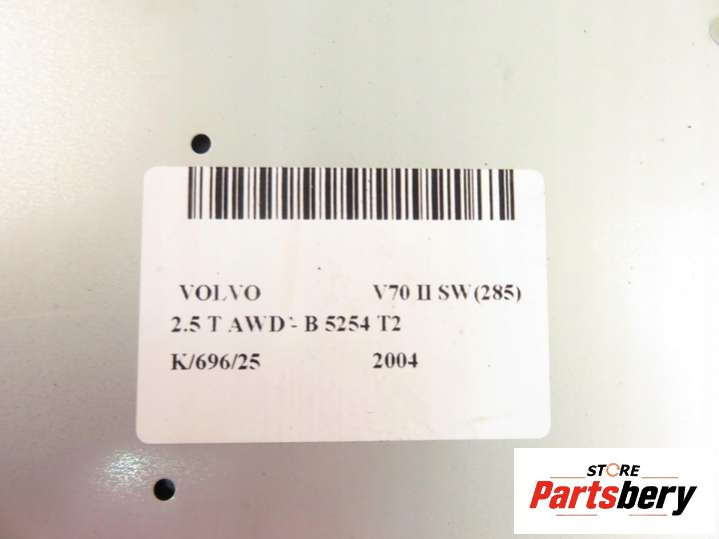 VOLVO V70 II SW(285)
2.5 T AWD - B 5254 T2
K/696/25 2004
STORE
Partsbery